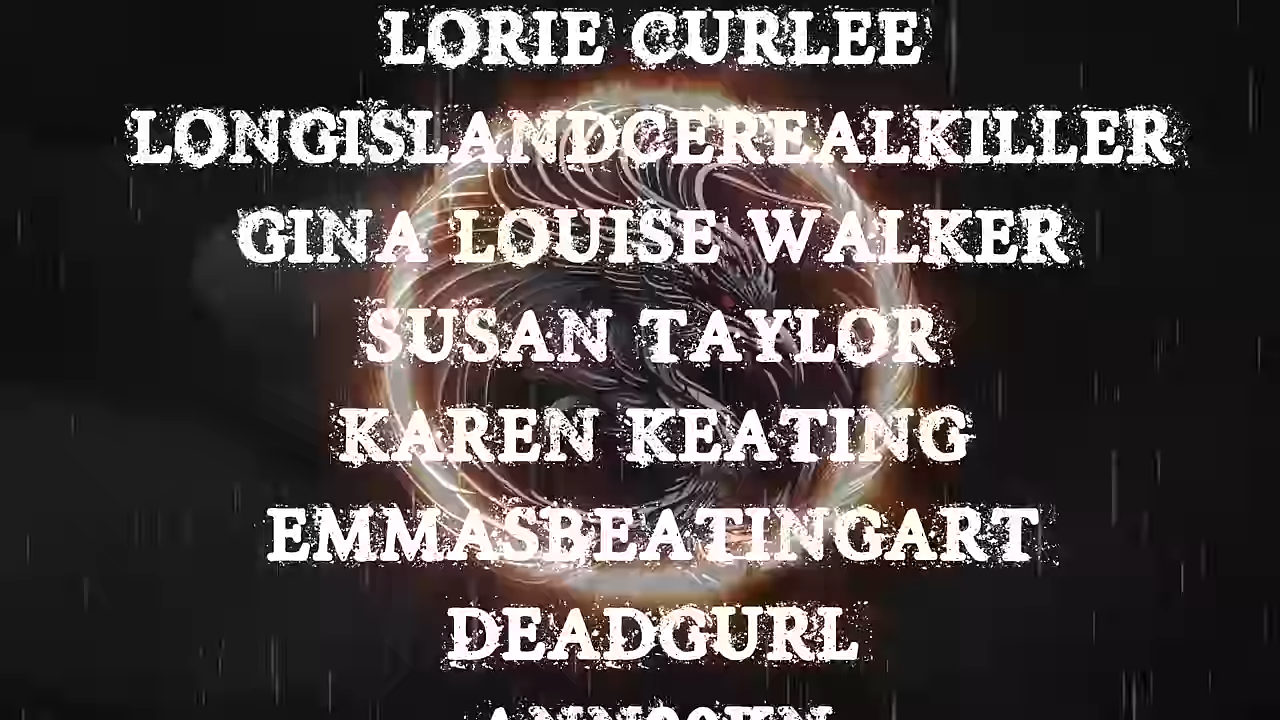 LORIE CURLEE
LONGISLANDCEREALKILLER
GINA LOUISE WALKER
SUSAN TAYLOR
KAREN KEATING
EMMASBEATINGART
DEADGURL